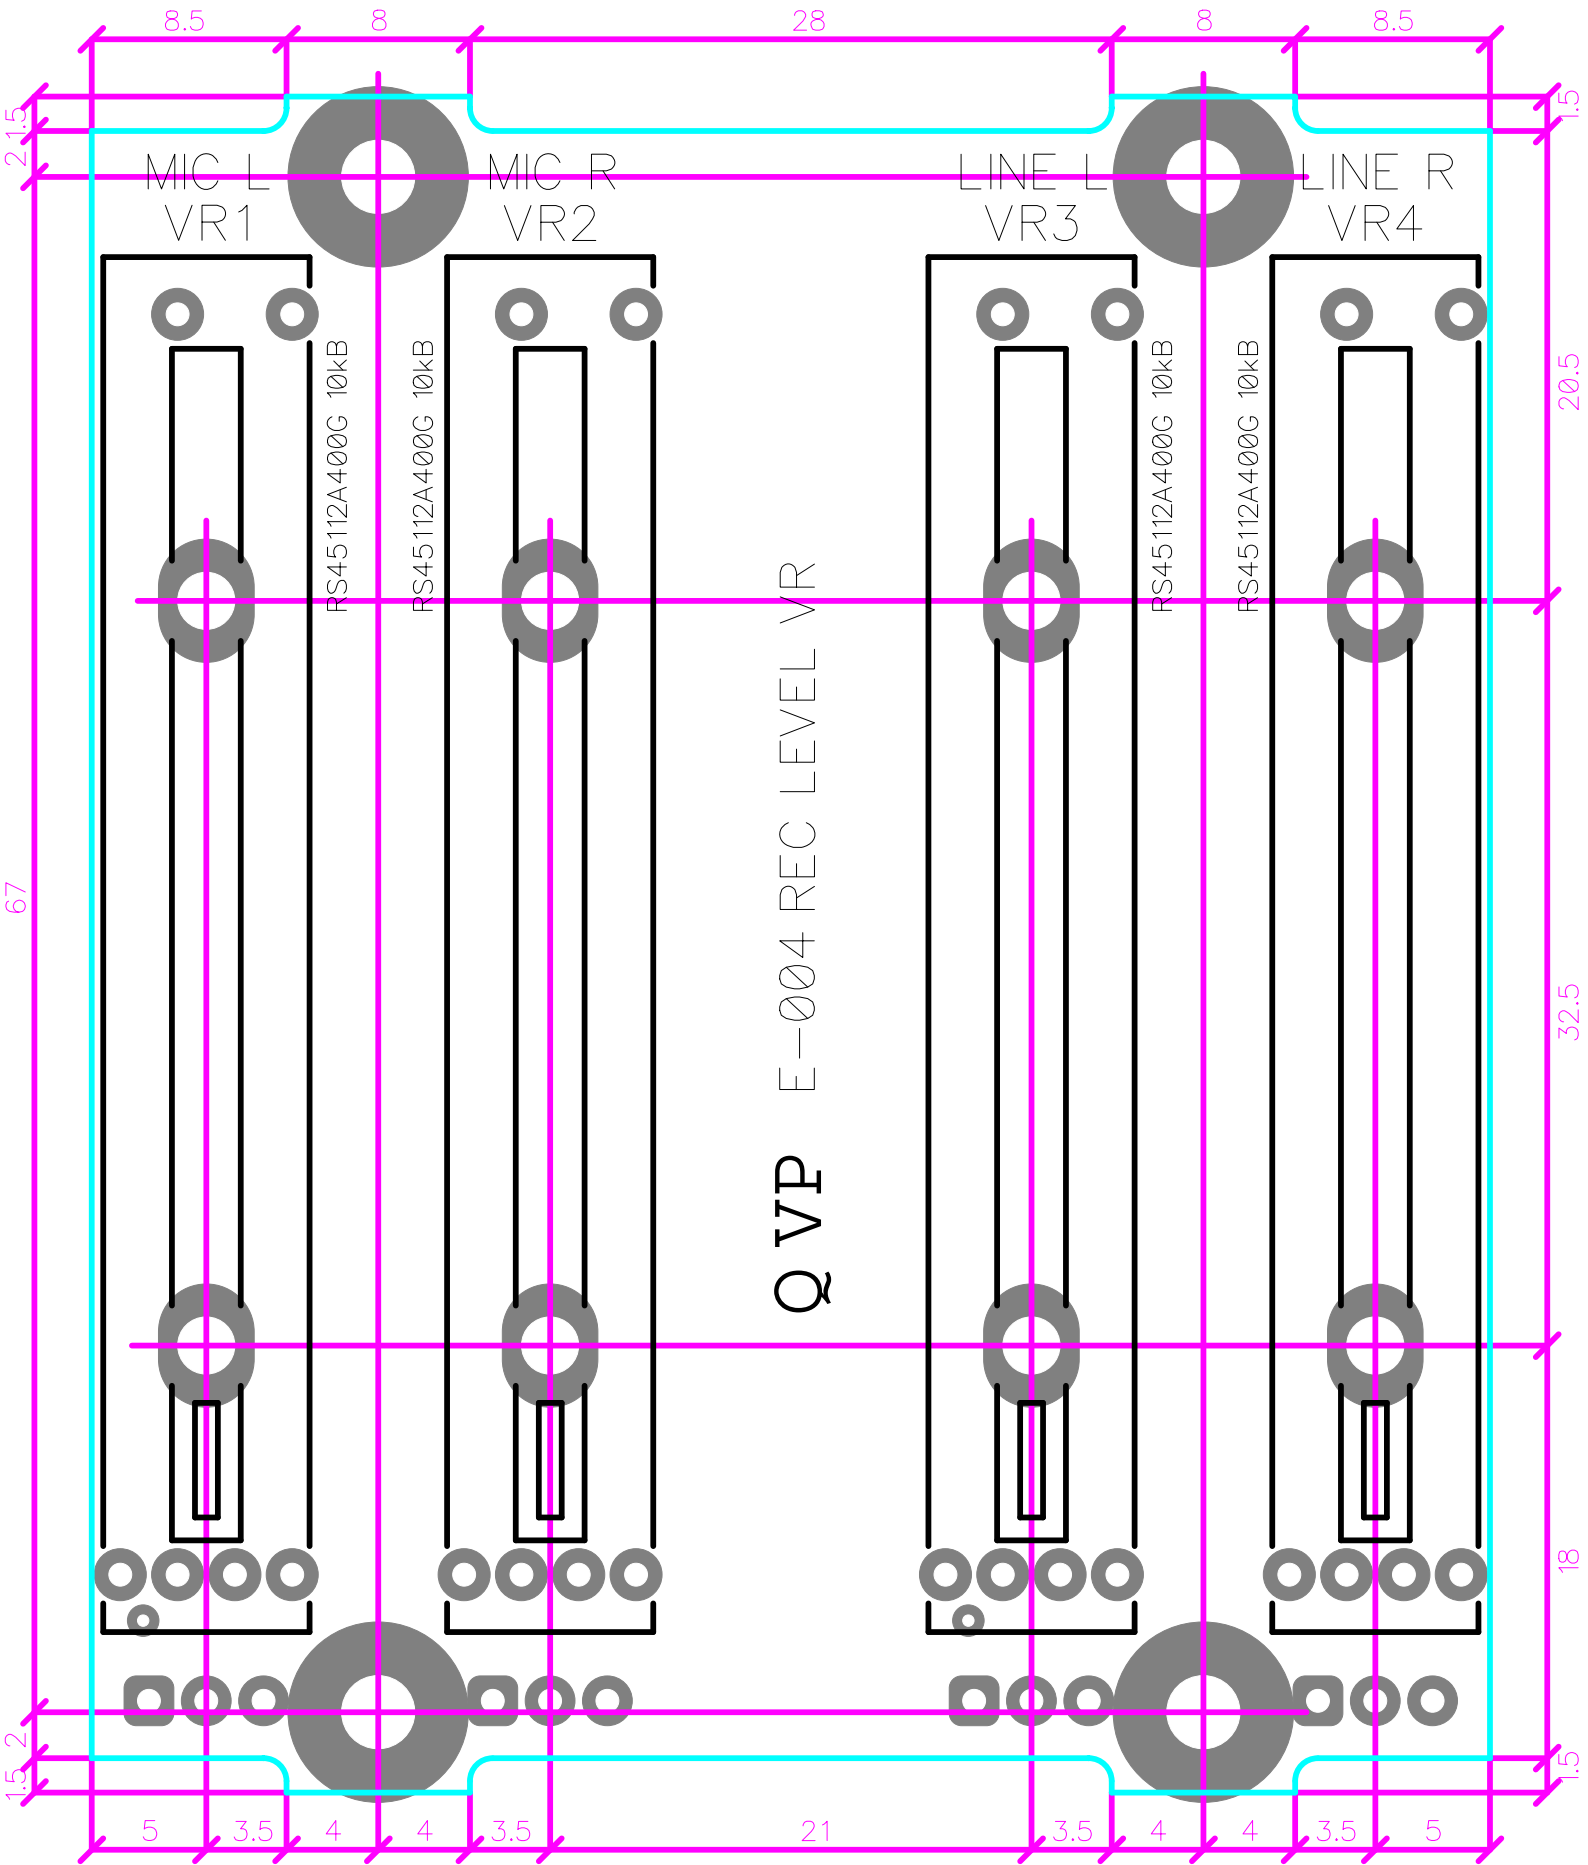 8.5 8 28 8 8.5
1.5
2
1.5
MIC L MIC R LINE L LINE R
VR1 VR2 VR3 VR4
RS45112A400G 10kB
RS45112A400G 10kB
RS45112A400G 10kB
RS45112A400G 10kB
20.5
67
QVP E-004 REC LEVEL VR
32.5
18
2
1.5
1.5
5 3.5 4 4 3.5 21 3.5 4 4 3.5 5